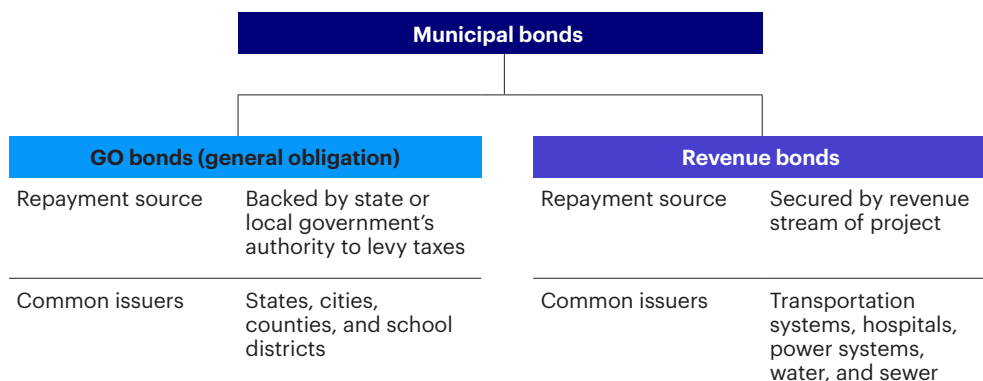 Municipal bonds
GO bonds (general obligation)
Repayment source
Backed by state or
local government’s
authority to levy taxes
Common issuers
States, cities,
counties, and school
districts
Revenue bonds
Repayment source
Secured by revenue
stream of project
Common issuers
Transportation
systems, hospitals,
power systems,
water, and sewer